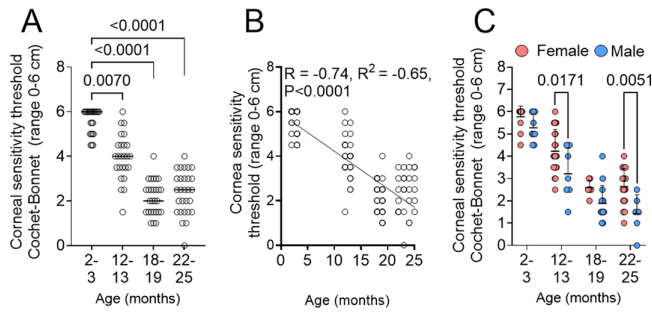 A
<0.0001
<0.0001
0.0070
Corneal sensitivity threshold
Cochet-Bonnet (range 0-6 cm)
8
6
4
2
0
2-
3
12-
13
18-
19
22-
25
Age (months)
B
R = -0.74, R² = -0.65,
P<0.0001
Cornea sensitivity
threshold (range 0-6 cm)
8
6
4
2
0
0
5
10
15
20
25
Age (months)
C
Female
Male
0.0171
0.0051
Corneal sensitivity threshold
Cochet-Bonnet (range 0-6 cm)
8
7
6
5
4
3
2
1
0
2-
3
12-
13
18-
19
22-
25
Age (months)